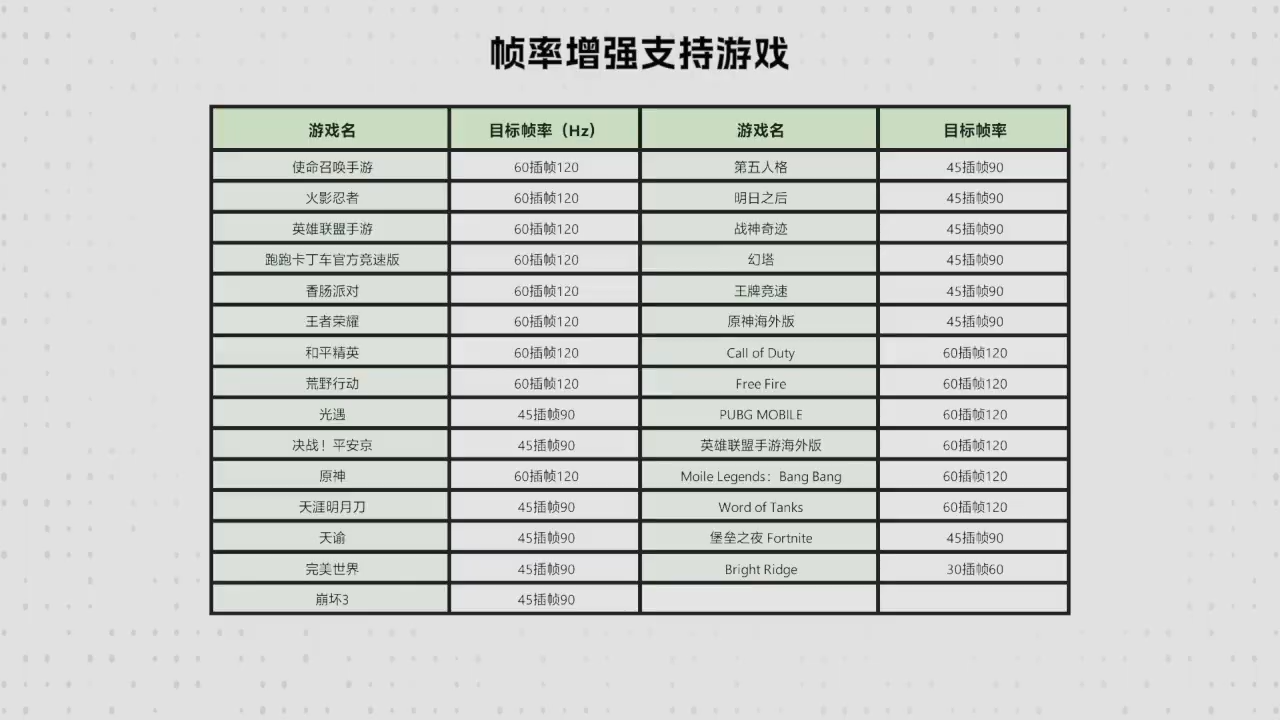 帧率增强支持游戏
游戏名 目标帧率（Hz） 游戏名 目标帧率
使命召唤手游 60插帧120 第五人格 45插帧90
火影忍者 60插帧120 明日之后 45插帧90
英雄联盟手游 60插帧120 战神奇迹 45插帧90
跑跑卡丁车官方竞速版 60插帧120 幻塔 45插帧90
香肠派对 60插帧120 王牌竞速 45插帧90
王者荣耀 60插帧120 原神海外版 45插帧90
和平精英 60插帧120 Call of Duty 60插帧120
荒野行动 60插帧120 Free Fire 60插帧120
光遇 45插帧90 PUBG MOBILE 60插帧120
决战！平安京 45插帧90 英雄联盟手游海外版 60插帧120
原神 60插帧120 Moile Legends：Bang Bang 60插帧120
天涯明月刀 45插帧90 Word of Tanks 60插帧120
天谕 45插帧90 堡垒之夜 Fortnite 45插帧90
完美世界 45插帧90 Bright Ridge 30插帧60
崩坏3 45插帧90